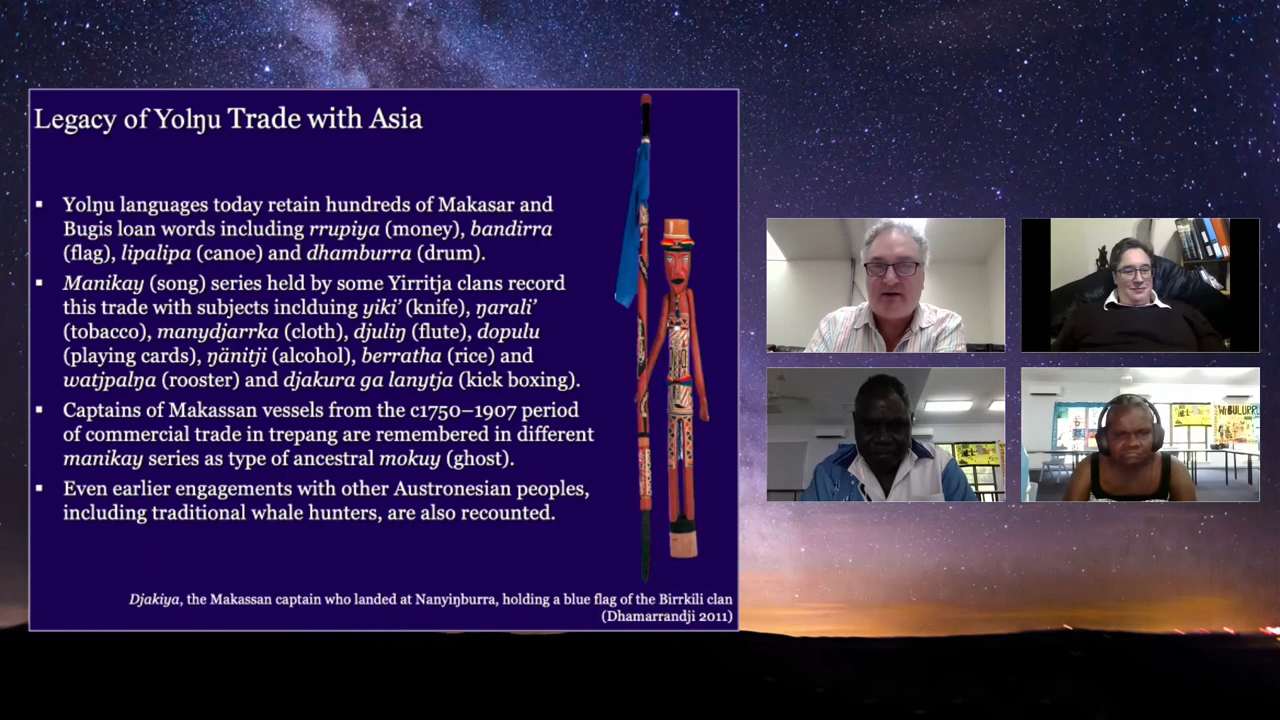 Legacy of Yolŋu Trade with Asia
▪ Yolŋu languages today retain hundreds of Makasar and
Bugis loan words including rrupiya (money), bandirra
(flag), lipalipa (canoe) and dhamburra (drum).
▪ Manikay (song) series held by some Yirritja clans record
this trade with subjects inclduing yiki’ (knife), ŋarali’
(tobacco), manydjarrka (cloth), djuliŋ (flute), dopulu
(playing cards), ŋänitji (alcohol), berratha (rice) and
watjpalŋa (rooster) and djakura ga lanytja (kick boxing).
▪ Captains of Makassan vessels from the c1750–1907 period
of commercial trade in trepang are remembered in different
manikay series as type of ancestral mokuy (ghost).
▪ Even earlier engagements with other Austronesian peoples,
including traditional whale hunters, are also recounted.
Djakiya, the Makassan captain who landed at Nanyiŋburra, holding a blue flag of the Birrkili clan
(Dhamarrandji 2011)